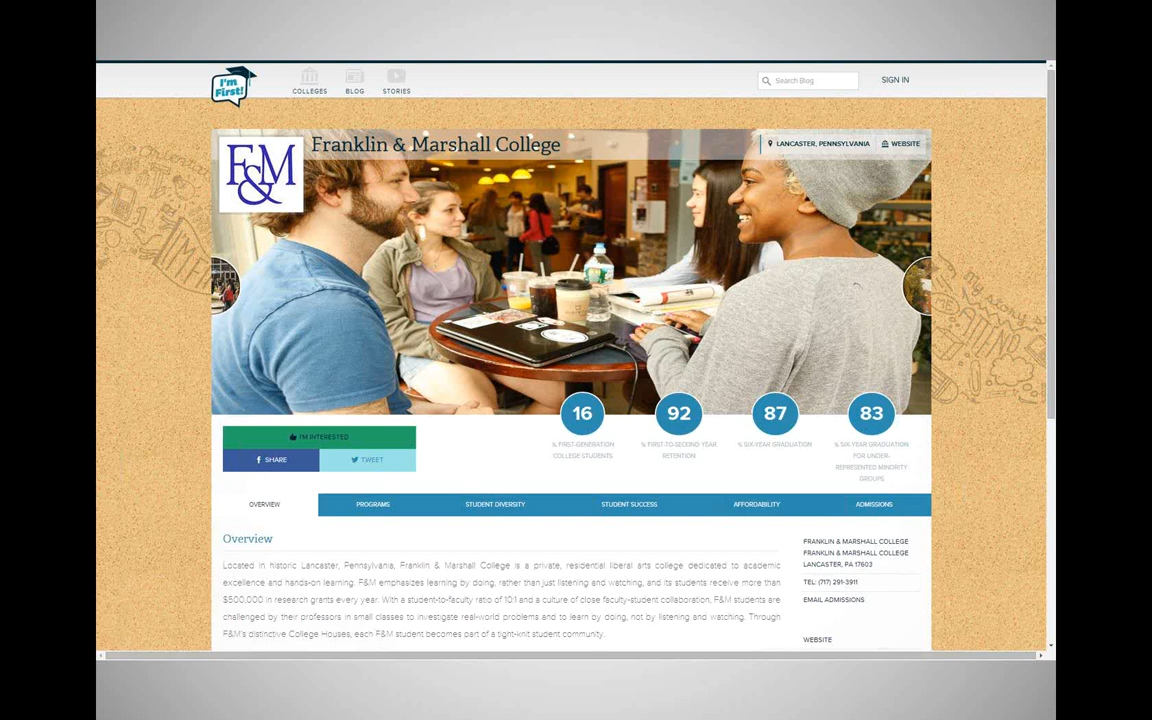 I'm
First!
COLLEGES BLOG STORIES
Search Blog
SIGN IN
F&M
Franklin & Marshall College
LANCASTER, PENNSYLVANIA WEBSITE
My story's
16 92 87 83
% FIRST-GENERATION
COLLEGE STUDENTS
% FIRST-TO-SECOND-YEAR
RETENTION
% SIX-YEAR GRADUATION
% SIX-YEAR GRADUATION
FOR UNDER-
REPRESENTED MINORITY
GROUPS
I'M INTERESTED
SHARE TWEET
OVERVIEW PROGRAMS STUDENT DIVERSITY STUDENT SUCCESS AFFORDABILITY ADMISSIONS
Overview
Located in historic Lancaster, Pennsylvania, Franklin & Marshall College is a private, residential liberal arts college dedicated to academic
excellence and hands-on learning. F&M emphasizes learning by doing, rather than just listening and watching, and its students receive more than
$500,000 in research grants every year. With a student-to-faculty ratio of 10:1 and a culture of close faculty-student collaboration, F&M students are
challenged by their professors in small classes to investigate real-world problems and to learn by doing, not by listening and watching. Through
F&M's distinctive College Houses, each F&M student becomes part of a tight-knit student community.
FRANKLIN & MARSHALL COLLEGE
FRANKLIN & MARSHALL COLLEGE
LANCASTER, PA 17603
TEL: (717) 291-3911
EMAIL ADMISSIONS
WEBSITE